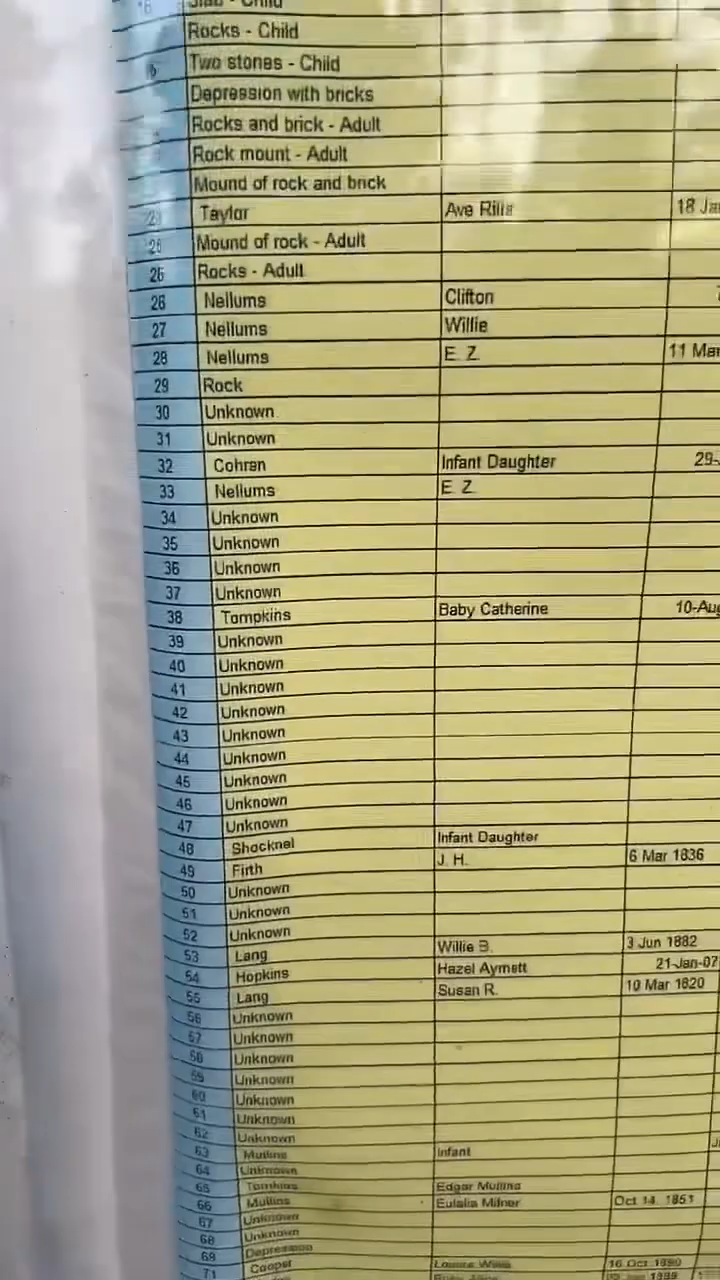 Rocks - Child
Two stones - Child
Depression with bricks
Rocks and brick - Adult
Rock mount - Adult
Mound of rock and brick
Taylor Ave Rilla 18 Ja
Mound of rock - Adult
25 Rocks - Adult
26 Nellums Clifton
27 Nellums Willie
28 Nellums E. Z. 11 Mar
29 Rock
30 Unknown
31 Unknown
32 Cohran Infant Daughter 29-
33 Nellums E. Z.
34 Unknown
35 Unknown
36 Unknown
37 Unknown
38 Tompkins Baby Catherine 10-Aug
39 Unknown
40 Unknown
41 Unknown
42 Unknown
43 Unknown
44 Unknown
45 Unknown
46 Unknown
47 Unknown
48 Shocknel Infant Daughter
49 Firth J. H. 6 Mar 1836
50 Unknown
51 Unknown
52 Unknown
53 Lang Willie B. 3 Jun 1882
54 Hopkins Hazel Aymett 21-Jan-07
55 Lang Susan R. 10 Mar 1820
56 Unknown
57 Unknown
58 Unknown
59 Unknown
60 Unknown
61 Unknown
62 Unknown
63 Mullins Infant
64 Unknown
65 Tomkins Edgar Mullins
66 Mullins Eulalia Milner Oct 14, 1851
67 Unknown
68 Unknown
69 Depression
71 Cooper Louise 16 Oct 1890